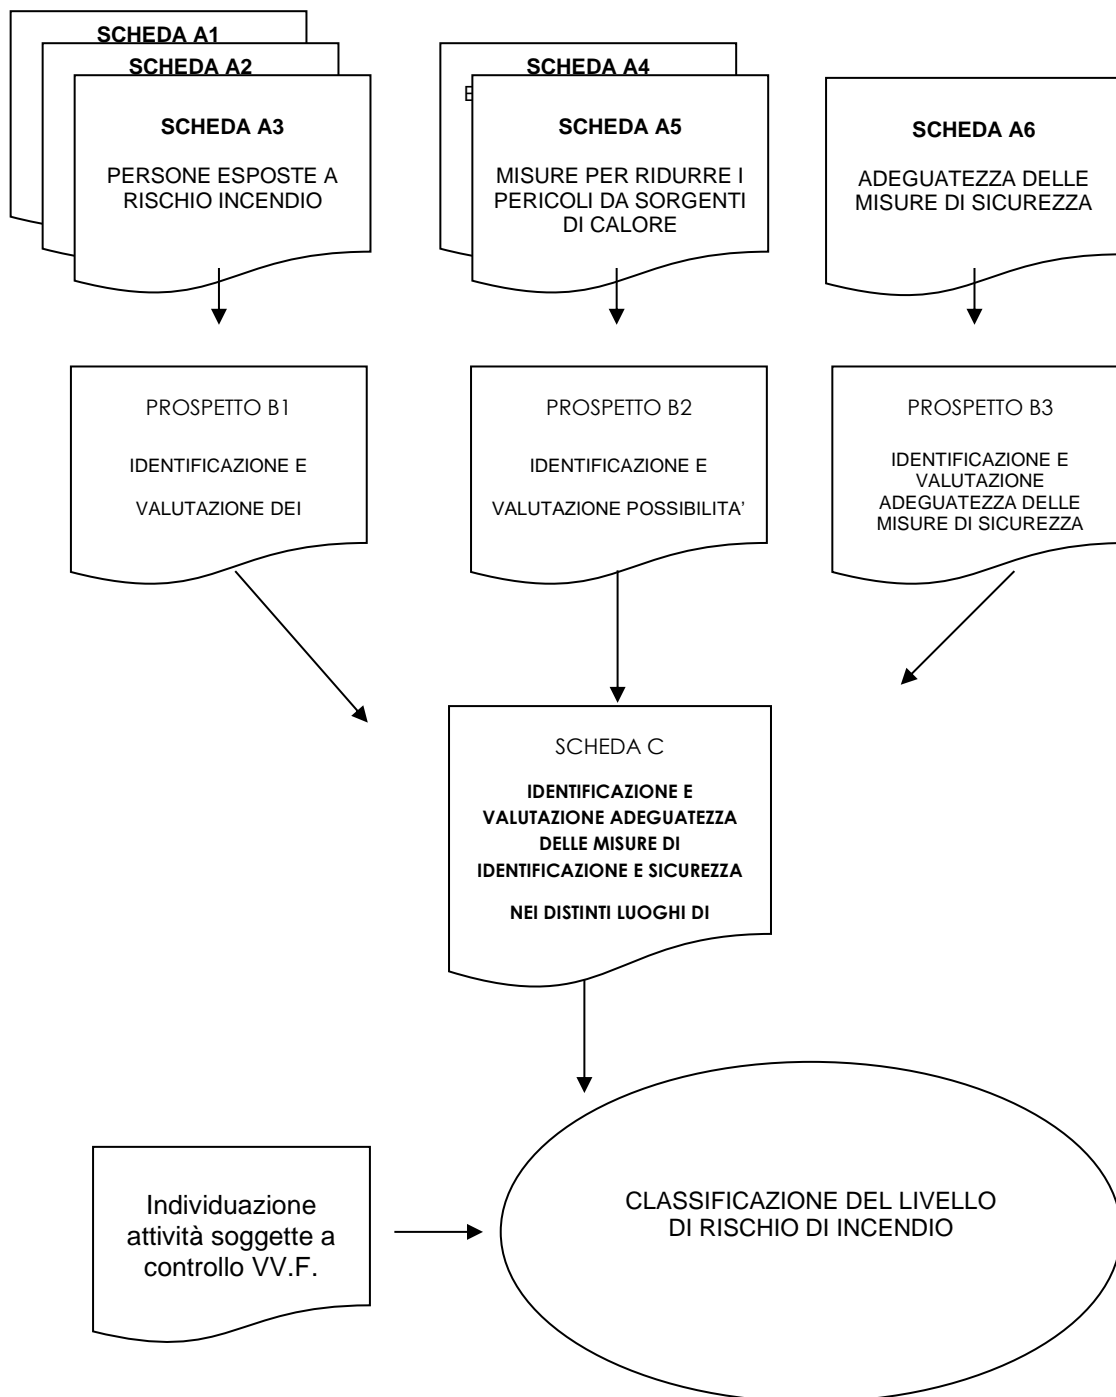 SCHEDA A1
SCHEDA A2
SCHEDA A3
PERSONE ESPOSTE A
RISCHIO INCENDIO
SCHEDA A4
SCHEDA A5
MISURE PER RIDURRE I
PERICOLI DA SORGENTI
DI CALORE
SCHEDA A6
ADEGUATEZZA DELLE
MISURE DI SICUREZZA
PROSPETTO B1
IDENTIFICAZIONE E
VALUTAZIONE DEI
PROSPETTO B2
IDENTIFICAZIONE E
VALUTAZIONE POSSIBILITA'
PROSPETTO B3
IDENTIFICAZIONE E
VALUTAZIONE
ADEGUATEZZA DELLE
MISURE DI SICUREZZA
SCHEDA C
IDENTIFICAZIONE E
VALUTAZIONE ADEGUATEZZA
DELLE MISURE DI
IDENTIFICAZIONE E SICUREZZA
NEI DISTINTI LUOGHI DI
Individuazione
attività soggette a
controllo VV.F.
CLASSIFICAZIONE DEL LIVELLO
DI RISCHIO DI INCENDIO